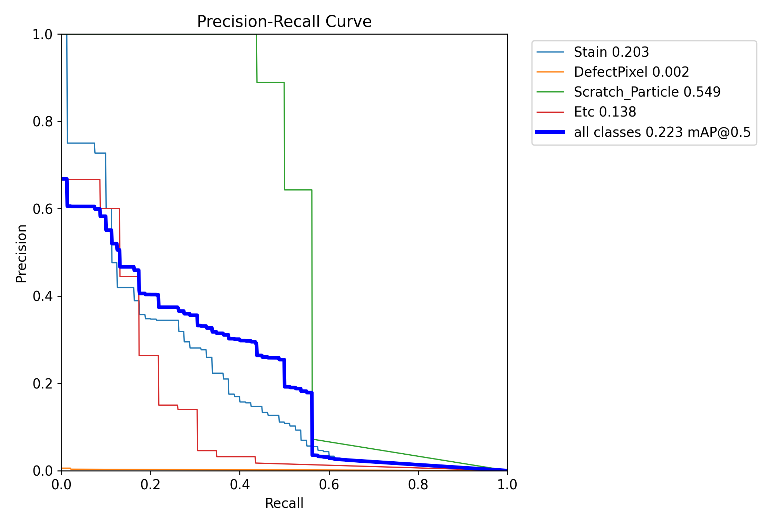 Precision-Recall Curve
1.0
0.8
0.6
0.4
0.2
0.0
Precision
0.0 0.2 0.4 0.6 0.8 1.0
Recall
Stain 0.203
DefectPixel 0.002
Scratch_Particle 0.549
Etc 0.138
all classes 0.223 mAP@0.5